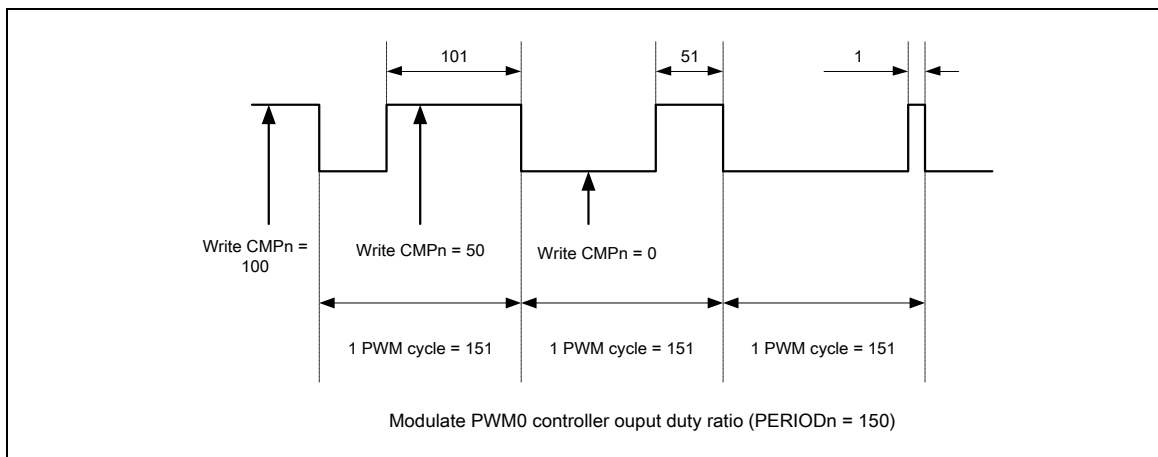 101
51
1
Write CMPn =
100
Write CMPn = 50
Write CMPn = 0
1 PWM cycle = 151
1 PWM cycle = 151
1 PWM cycle = 151
Modulate PWM0 controller ouput duty ratio (PERIODn = 150)